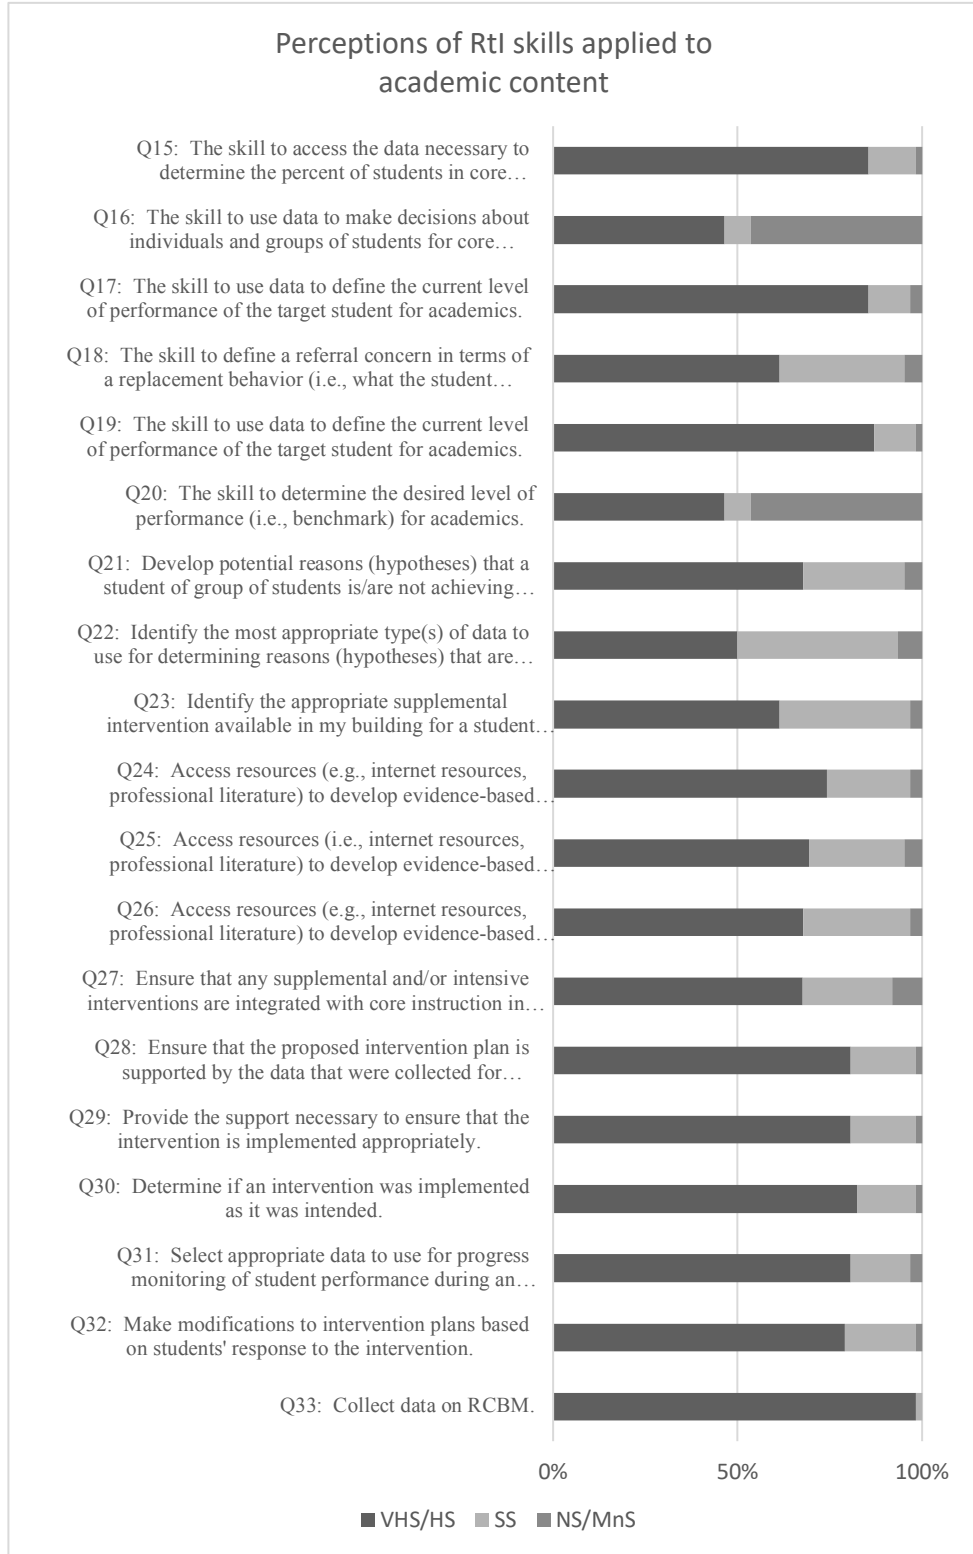 Perceptions of RtI skills applied to
academic content
Q15:  The skill to access the data necessary to
determine the percent of students in core…
Q16:  The skill to use data to make decisions about
individuals and groups of students for core…
Q17:  The skill to use data to define the current level
of performance of the target student for academics.
Q18:  The skill to define a referral concern in terms of
a replacement behavior (i.e., what the student…
Q19:  The skill to use data to define the current level
of performance of the target student for academics.
Q20:  The skill to determine the desired level of
performance (i.e., benchmark) for academics.
Q21:  Develop potential reasons (hypotheses) that a
student of group of students is/are not achieving…
Q22:  Identify the most appropriate type(s) of data to
use for determining reasons (hypotheses) that are…
Q23:  Identify the appropriate supplemental
intervention available in my building for a student…
Q24:  Access resources (e.g., internet resources,
professional literature) to develop evidence-based…
Q25:  Access resources (i.e., internet resources,
professional literature) to develop evidence-based…
Q26:  Access resources (e.g., internet resources,
professional literature) to develop evidence-based…
Q27:  Ensure that any supplemental and/or intensive
interventions are integrated with core instruction in…
Q28:  Ensure that the proposed intervention plan is
supported by the data that were collected for…
Q29:  Provide the support necessary to ensure that the
intervention is implemented appropriately.
Q30:  Determine if an intervention was implemented
as it was intended.
Q31:  Select appropriate data to use for progress
monitoring of student performance during an…
Q32:  Make modifications to intervention plans based
on students' response to the intervention.
Q33:  Collect data on RCBM.
0% 50% 100%
VHS/HS SS NS/MnS